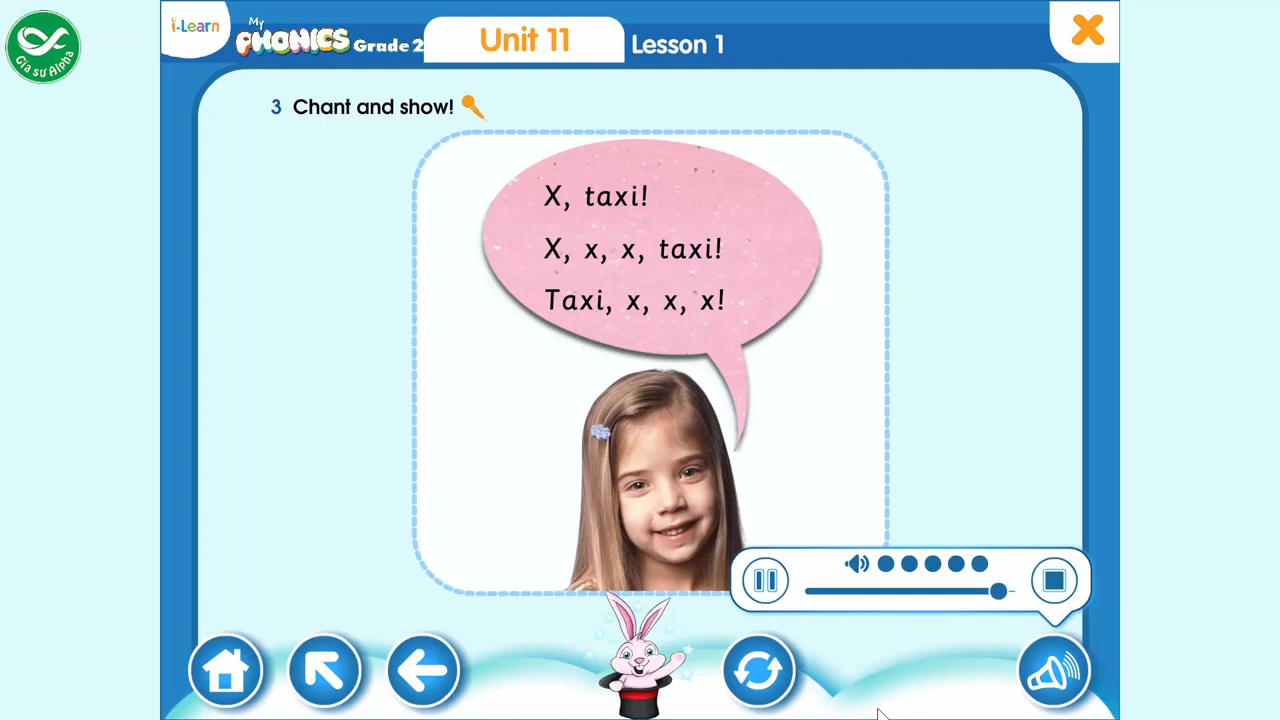 i-Learn
My
PHONICS Grade 2
Unit 11
Lesson 1
Gia sư Alpha
3 Chant and show!
X, taxi!
X, x, x, taxi!
Taxi, x, x, x!